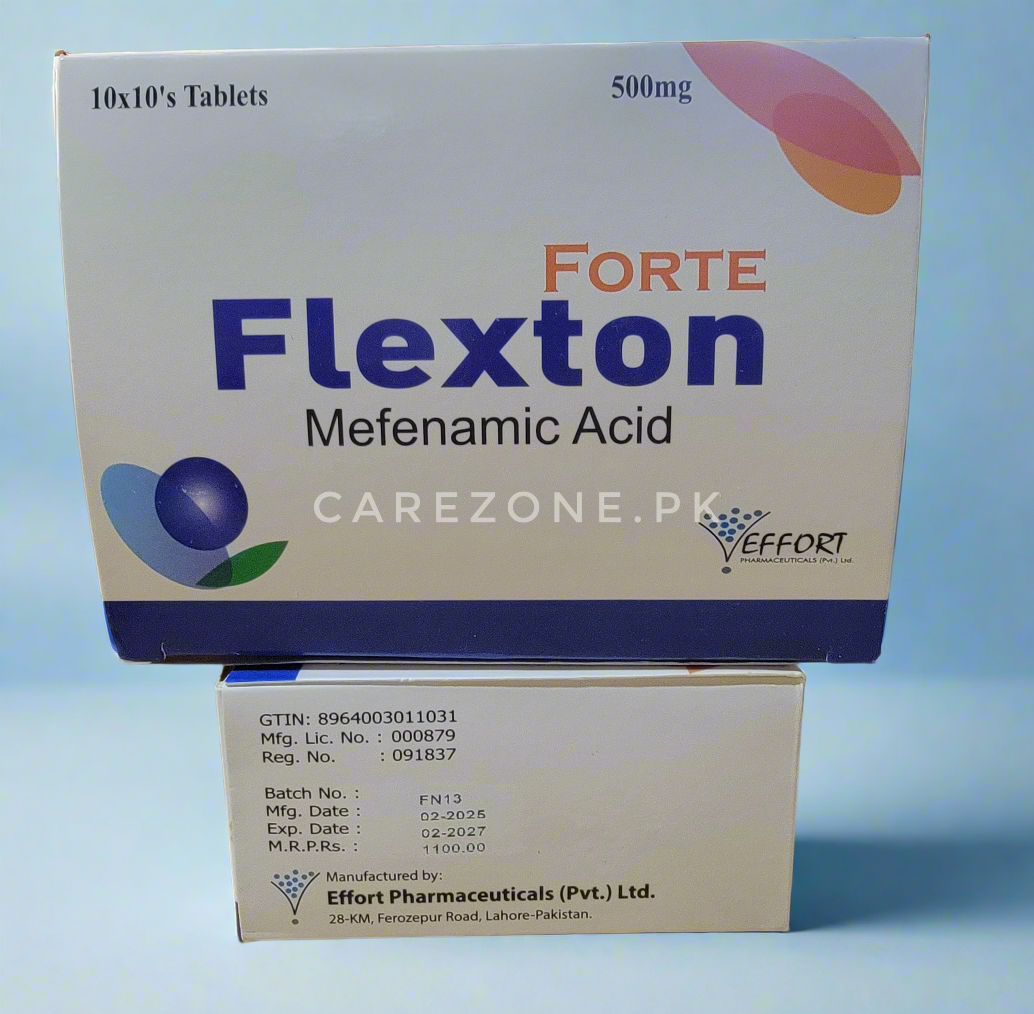 10x10's Tablets
500mg
FORTE
Flexton
Mefenamic Acid
CAREZONE.PK
EFFORT
PHARMACEUTICALS (Pvt.) Ltd.
GTIN: 8964003011031
Mfg. Lic. No. : 000879
Reg. No. : 091837
Batch No. : FN13
Mfg. Date : 02-2025
Exp. Date : 02-2027
M.R.P.Rs. : 1100.00
Manufactured by:
Effort Pharmaceuticals (Pvt.) Ltd.
28-KM, Ferozepur Road, Lahore-Pakistan.